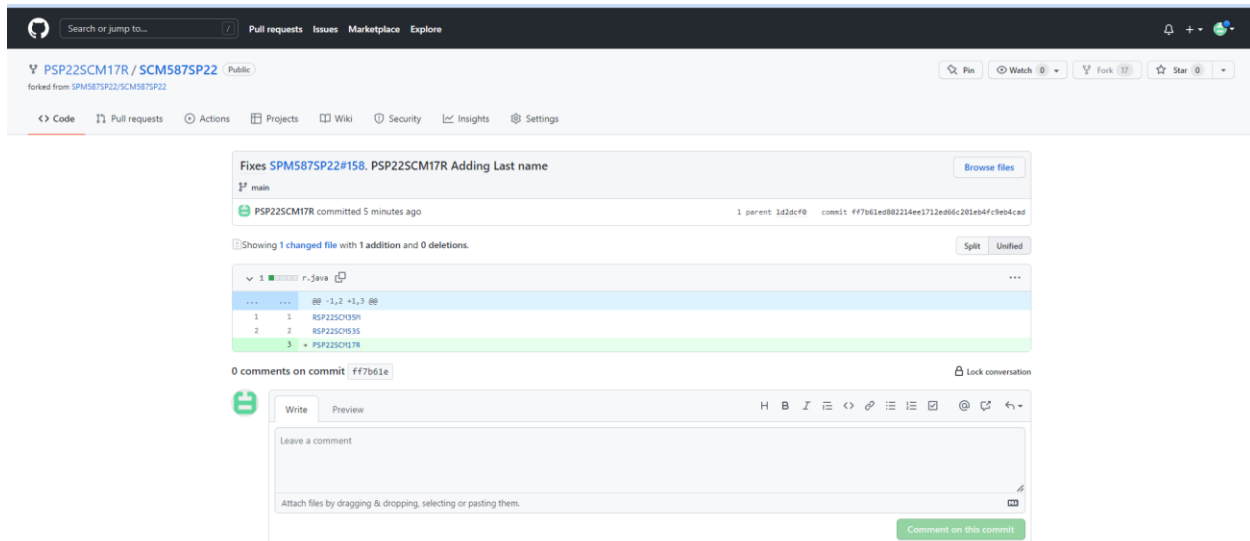 Search or jump to... /
Pull requests Issues Marketplace Explore
PSP22SCM17R / SCM587SP22 Public
Pin Watch 0 Fork 17 Star 0
forked from SPM587SP22/SCM587SP22
Code Pull requests Actions Projects Wiki Security Insights Settings
Fixes SPM587SP22#158. PSP22SCM17R Adding Last name
Browse files
main
PSP22SCM17R committed 5 minutes ago
1 parent 1d2dcf0 commit ff7b61ed802214ee1712ed66c201eb4fc9eb4cad
Showing 1 changed file with 1 addition and 0 deletions.
Split Unified
1 r.java ...
... ... @@ -1,2 +1,3 @@
1 1 RSP22SCM35M
2 2 RSP22SCM53S
3 + PSP22SCM17R
0 comments on commit ff7b61e
Lock conversation
Write Preview
H B I @
Leave a comment
Attach files by dragging & dropping, selecting or pasting them.
Comment on this commit